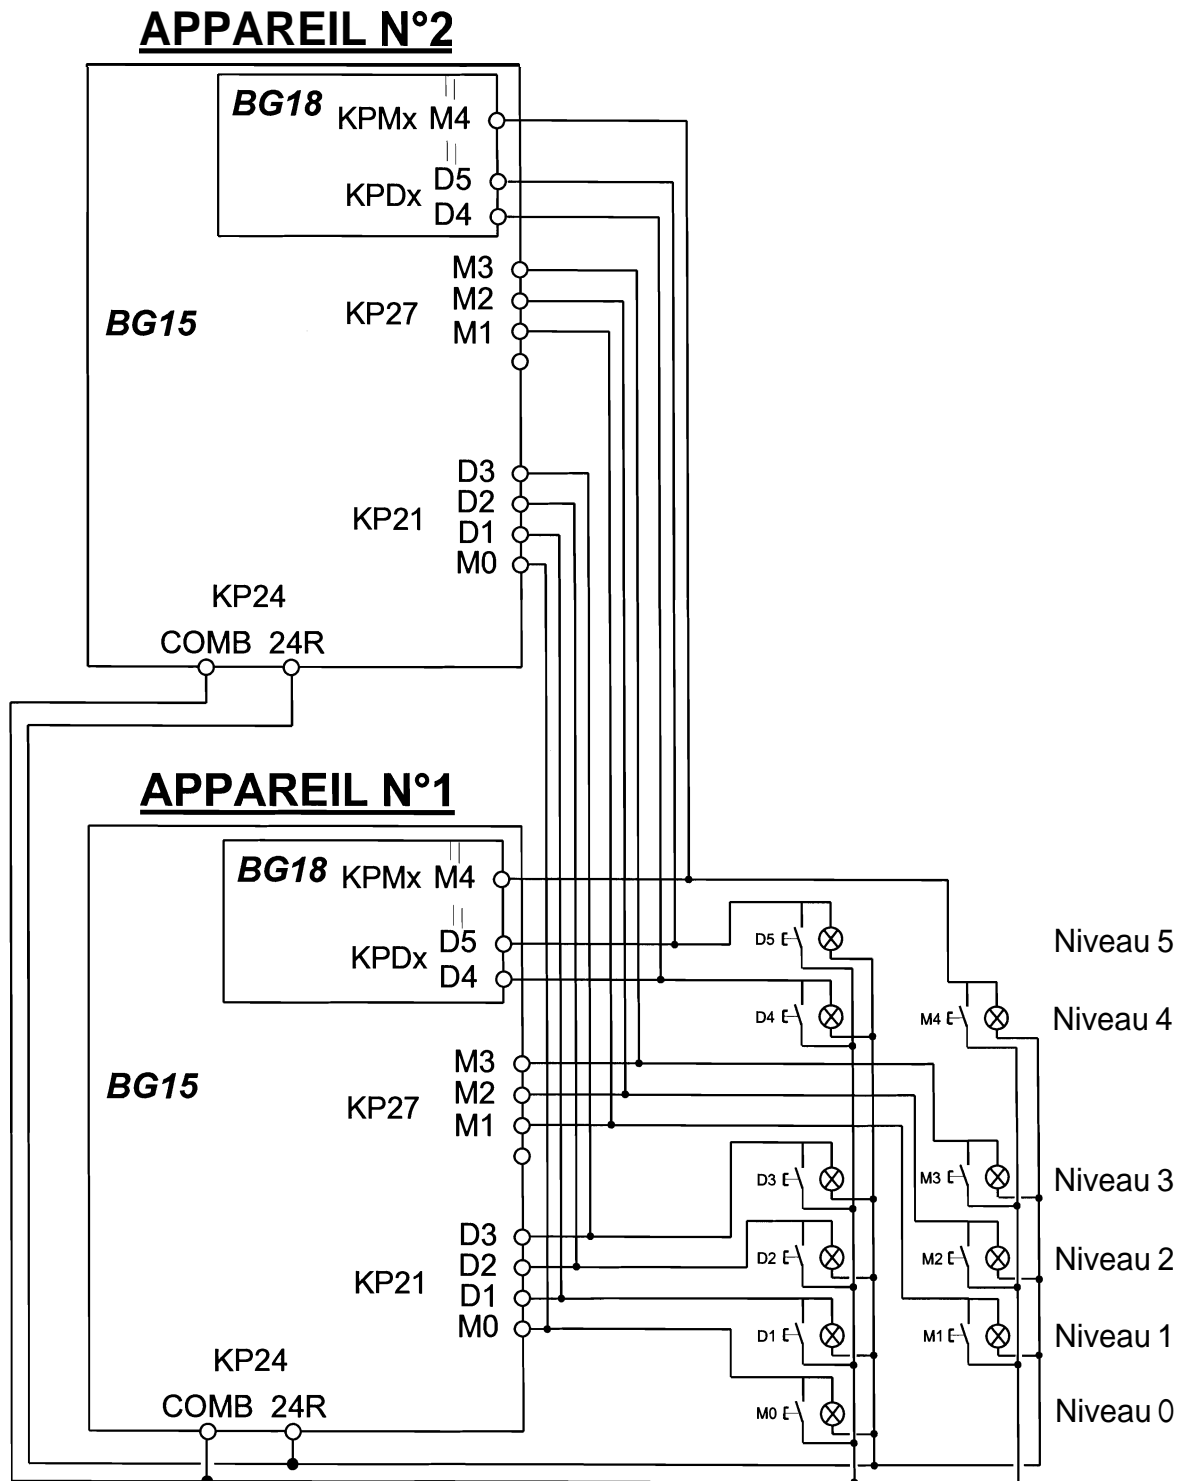 APPAREIL N°2
BG18
KPMx M4
D5
KPDx
D4
M3
BG15
KP27
M2
M1
D3
D2
KP21
D1
M0
KP24
COMB 24R
APPAREIL N°1
BG18
KPMx M4
D5
KPDx
D4
D5
Niveau 5
D4
M4
Niveau 4
BG15
M3
KP27
M2
M1
D3
M3
Niveau 3
D3
KP21
D2
D1
M0
D2
M2
Niveau 2
D1
M1
Niveau 1
KP24
COMB 24R
M0
Niveau 0